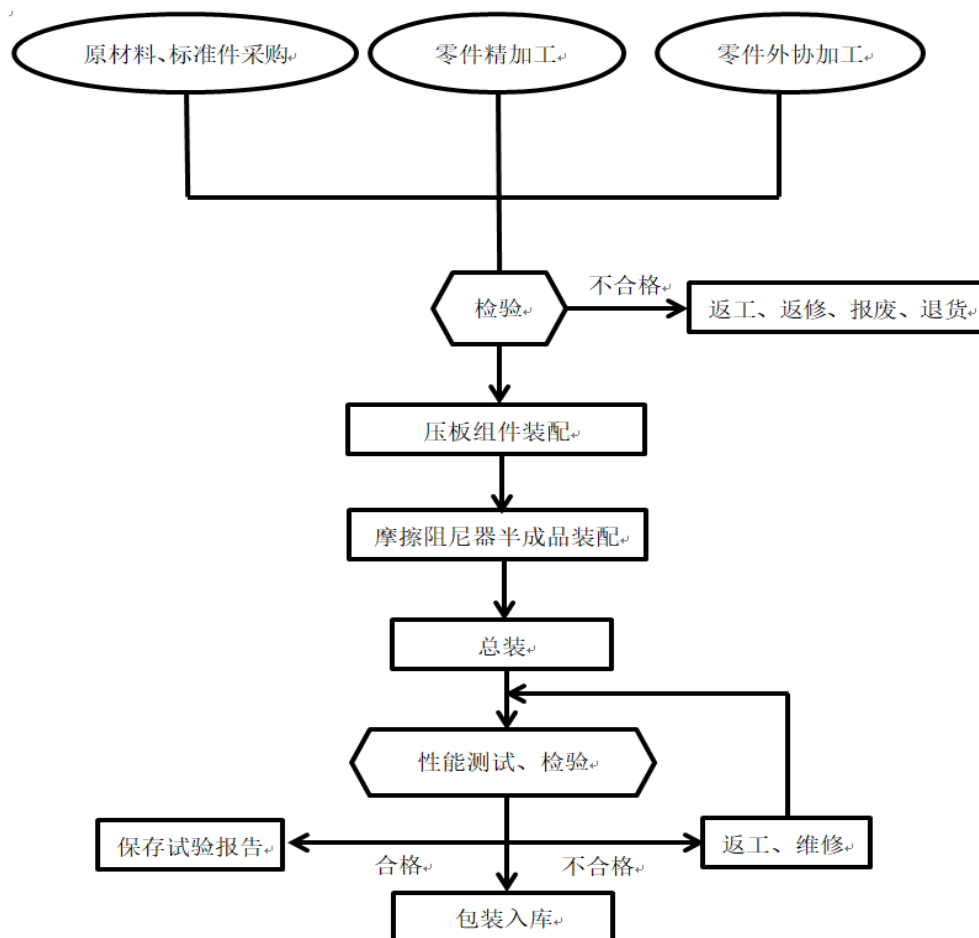 原材料、标准件采购
零件精加工
零件外协加工
不合格
检验
返工、返修、报废、退货
压板组件装配
摩擦阻尼器半成品装配
总装
性能测试、检验
保存试验报告
返工、维修
合格
不合格
包装入库